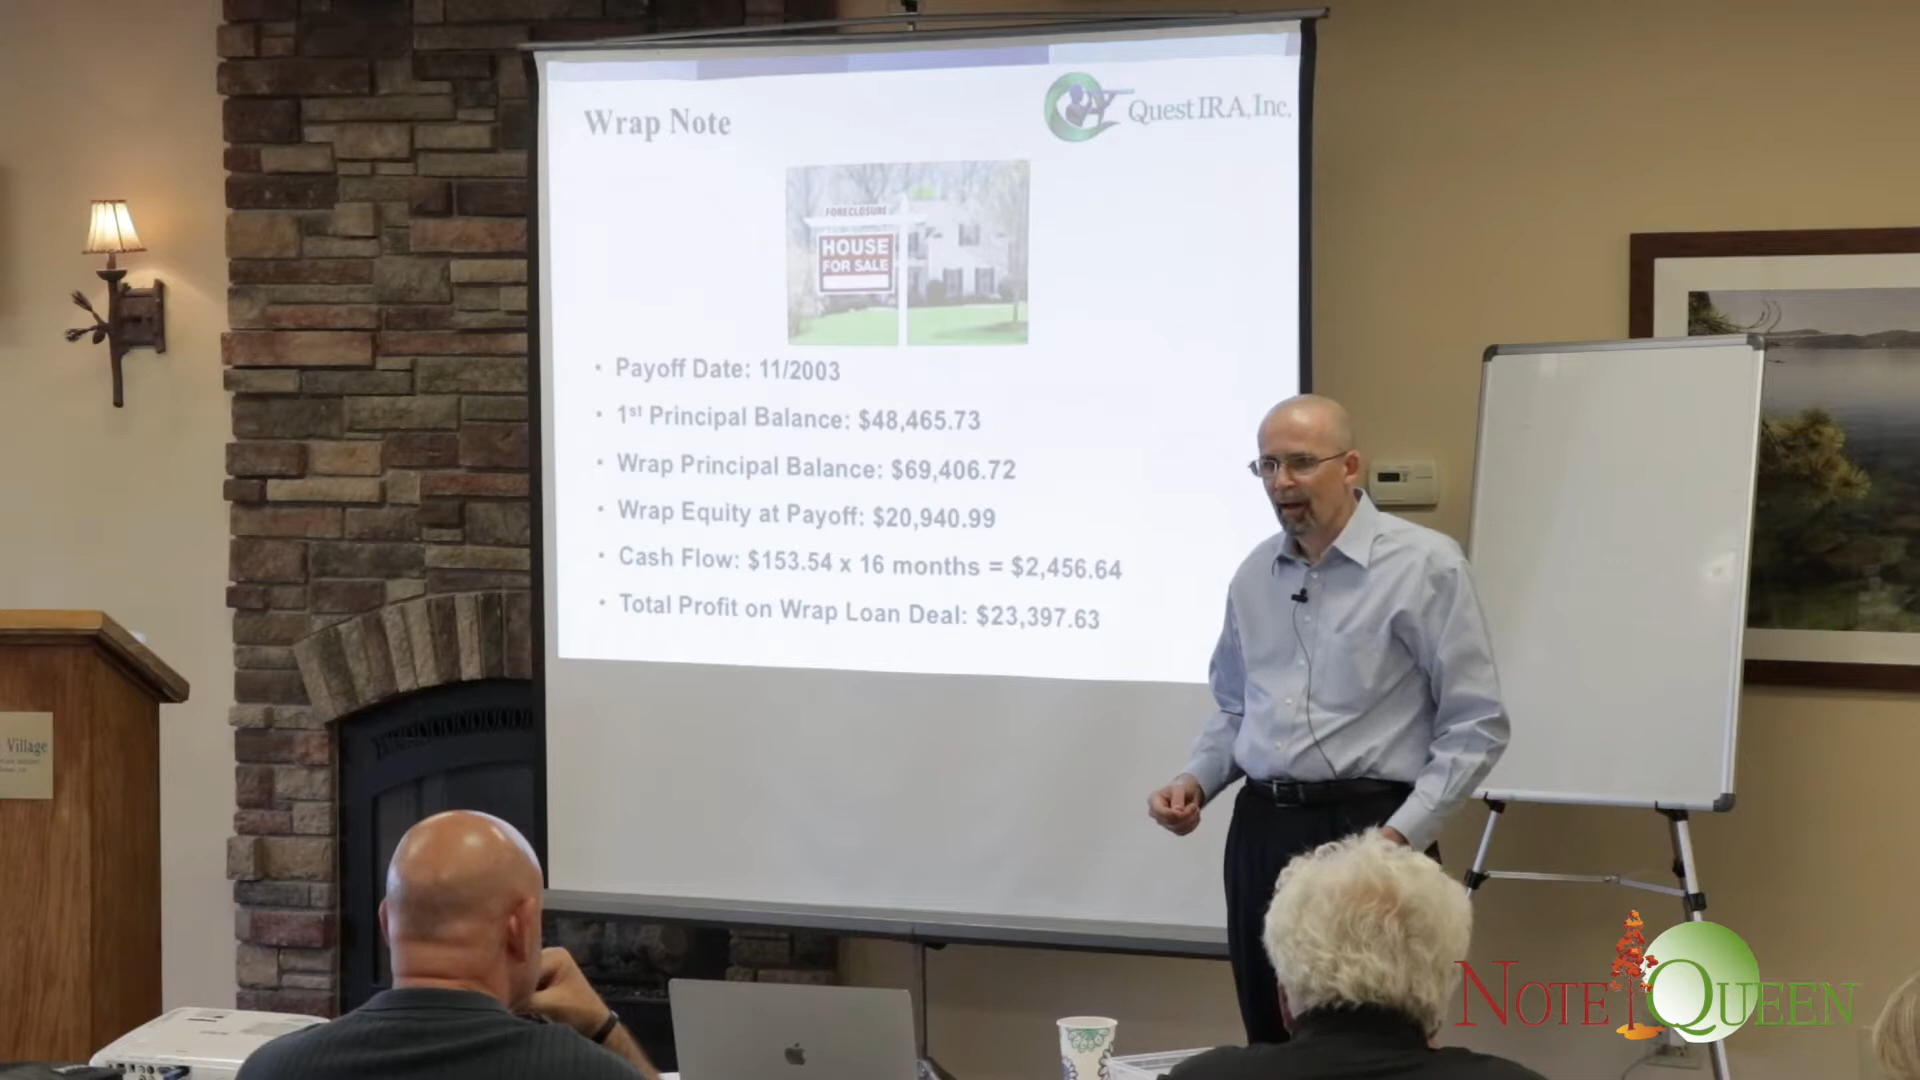 Wrap Note
Quest IRA, Inc.
FORECLOSURE
HOUSE
FOR SALE
• Payoff Date: 11/2003
• 1st Principal Balance: $48,465.73
• Wrap Principal Balance: $69,406.72
• Wrap Equity at Payoff: $20,940.99
• Cash Flow: $153.54 x 16 months = $2,456.64
• Total Profit on Wrap Loan Deal: $23,397.63
Village
NOTE QUEEN